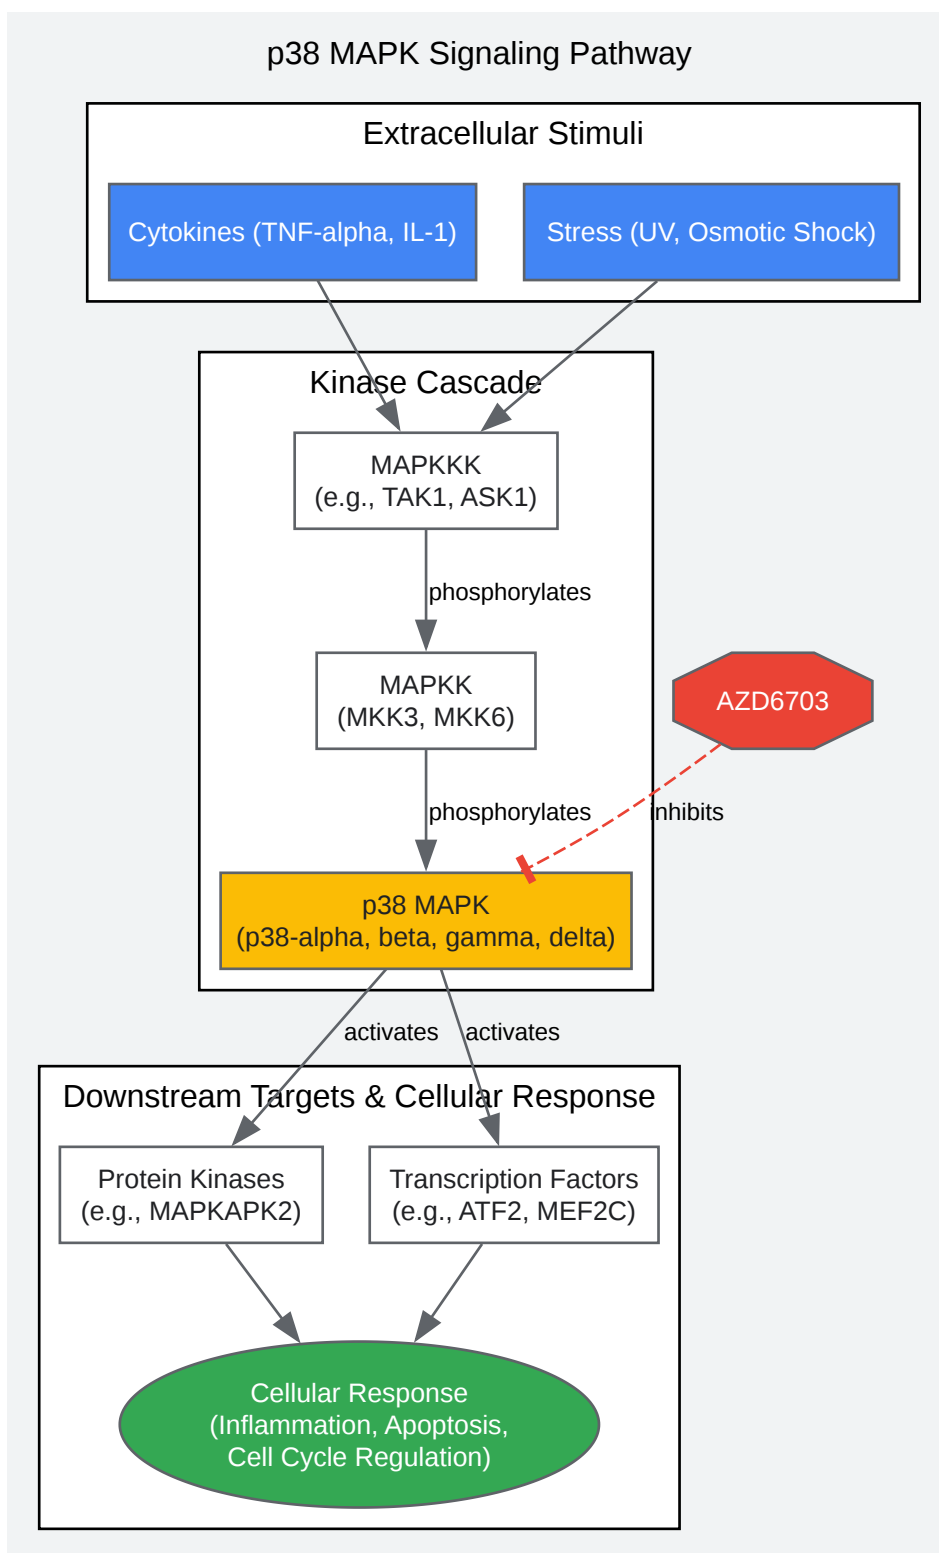 p38 MAPK Signaling Pathway
Extracellular Stimuli
Cytokines (TNF-alpha, IL-1)
Stress (UV, Osmotic Shock)
Kinase Cascade
MAPKKK
(e.g., TAK1, ASK1)
phosphorylates
MAPKK
(MKK3, MKK6)
AZD6703
phosphorylates
inhibits
p38 MAPK
(p38-alpha, beta, gamma, delta)
activates
activates
Downstream Targets & Cellular Response
Protein Kinases
(e.g., MAPKAPK2)
Transcription Factors
(e.g., ATF2, MEF2C)
Cellular Response
(Inflammation, Apoptosis,
Cell Cycle Regulation)